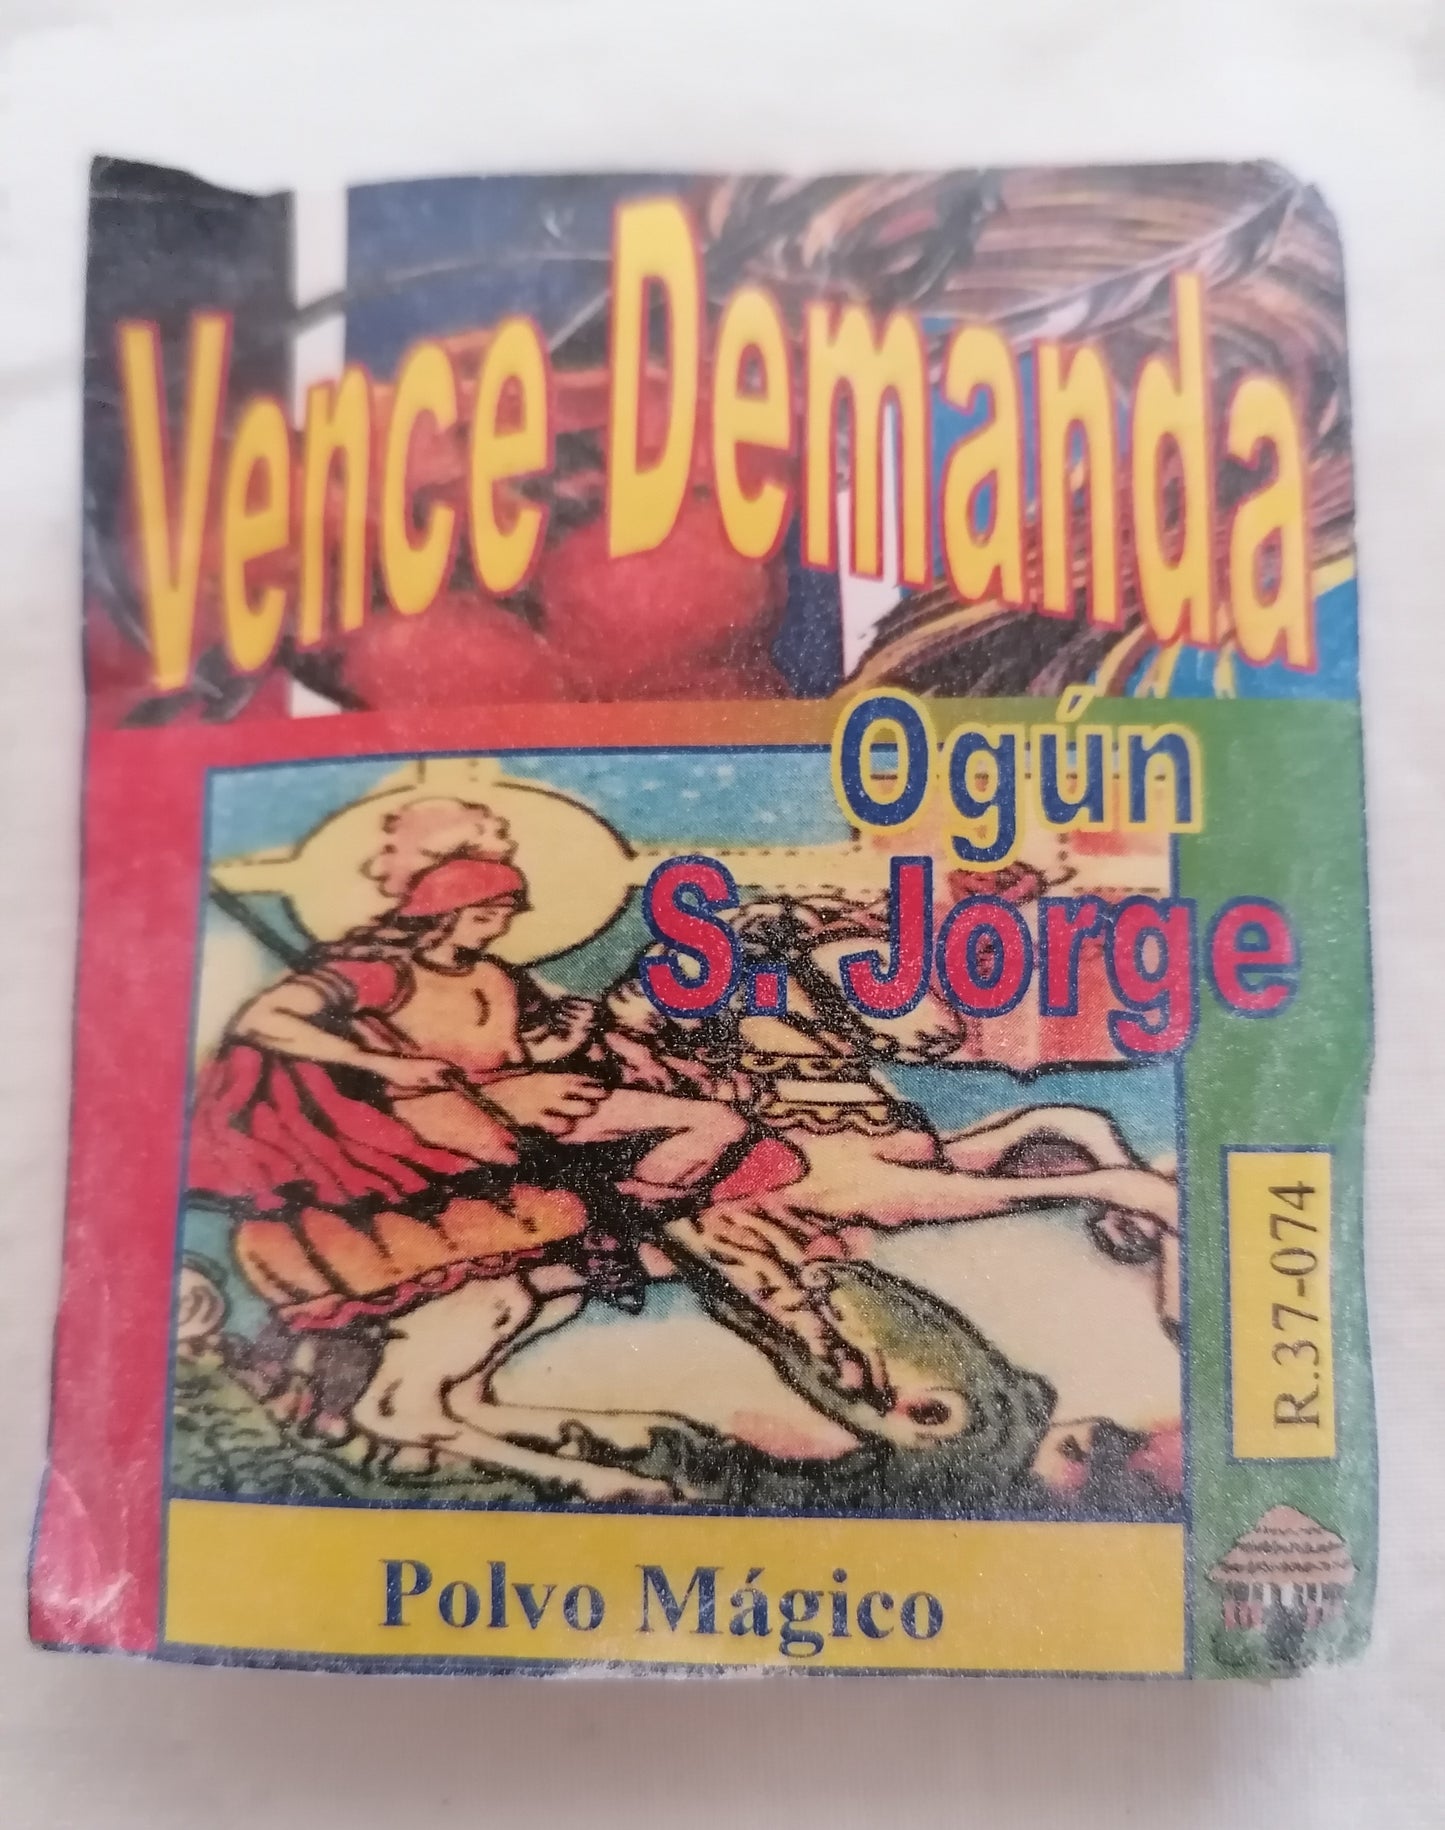 Vence Demanda
Ogún
S. Jorge
R.37-074
Polvo Mágico